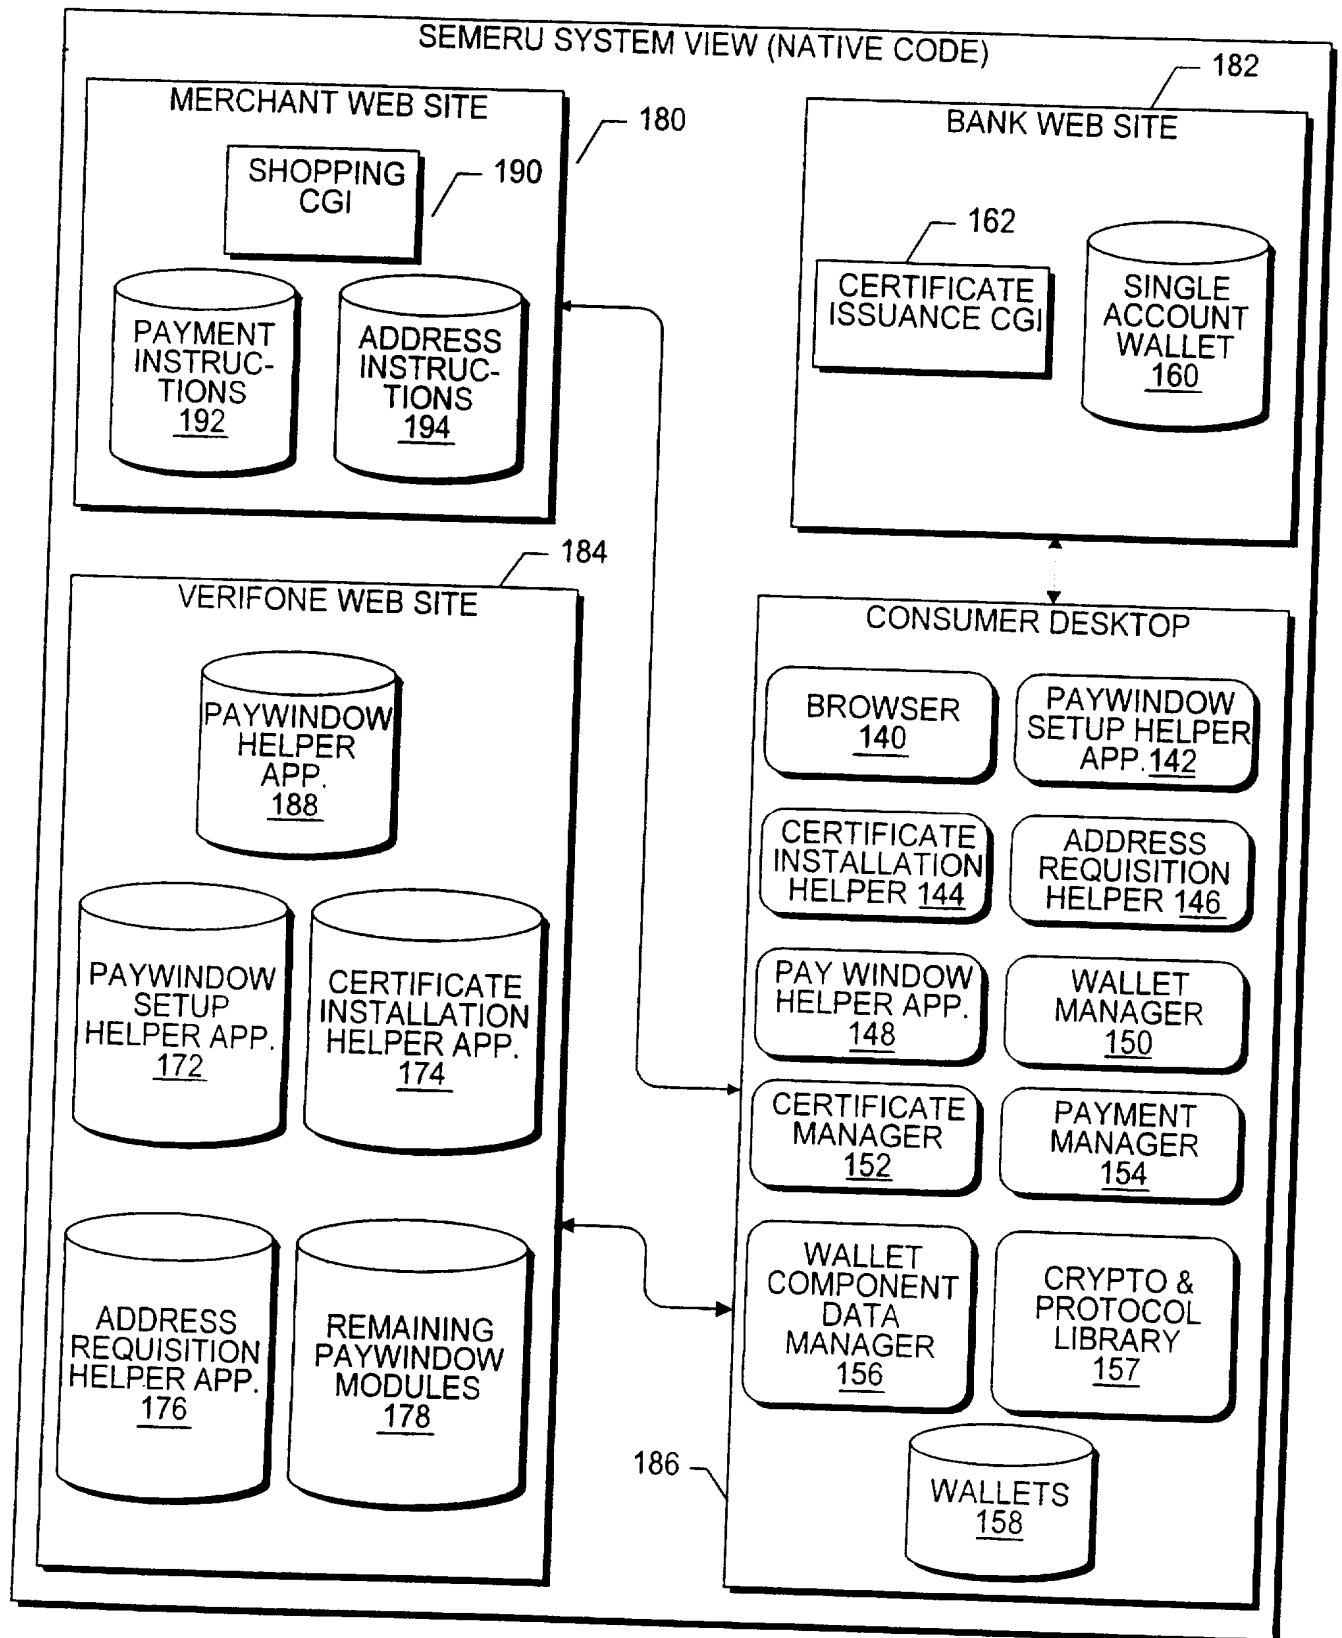 SEMERU SYSTEM VIEW (NATIVE CODE)
MERCHANT WEB SITE
180
SHOPPING
CGI
190
PAYMENT
INSTRUC-
TIONS
192
ADDRESS
INSTRUC-
TIONS
194
182
BANK WEB SITE
162
CERTIFICATE
ISSUANCE CGI
SINGLE
ACCOUNT
WALLET
160
184
VERIFONE WEB SITE
PAYWINDOW
HELPER
APP.
188
PAYWINDOW
SETUP
HELPER APP.
172
CERTIFICATE
INSTALLATION
HELPER APP.
174
ADDRESS
REQUISITION
HELPER APP.
176
REMAINING
PAYWINDOW
MODULES
178
CONSUMER DESKTOP
BROWSER
140
PAYWINDOW
SETUP HELPER
APP. 142
CERTIFICATE
INSTALLATION
HELPER 144
ADDRESS
REQUISITION
HELPER 146
PAY WINDOW
HELPER APP.
148
WALLET
MANAGER
150
CERTIFICATE
MANAGER
152
PAYMENT
MANAGER
154
WALLET
COMPONENT
DATA
MANAGER
156
CRYPTO &
PROTOCOL
LIBRARY
157
186
WALLETS
158